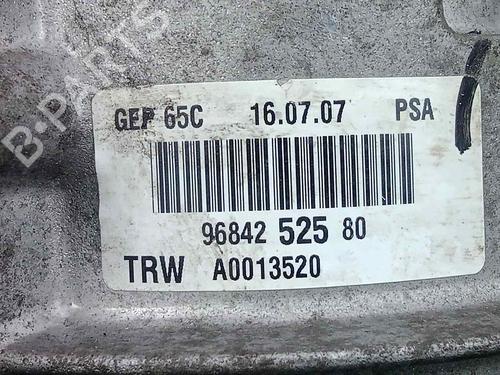 B-PARTS
GEP 65C 16.07.07 PSA
96842 525 80
TRW A0013520